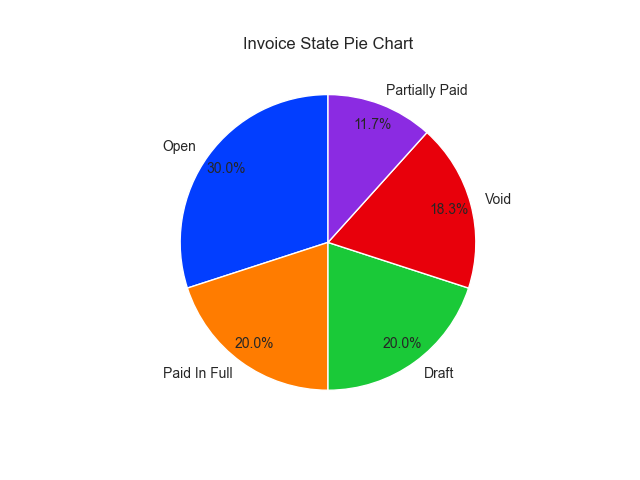 Invoice State Pie Chart
Partially Paid
11.7%
Open
30.0%
Void
18.3%
20.0%
20.0%
Paid In Full
Draft